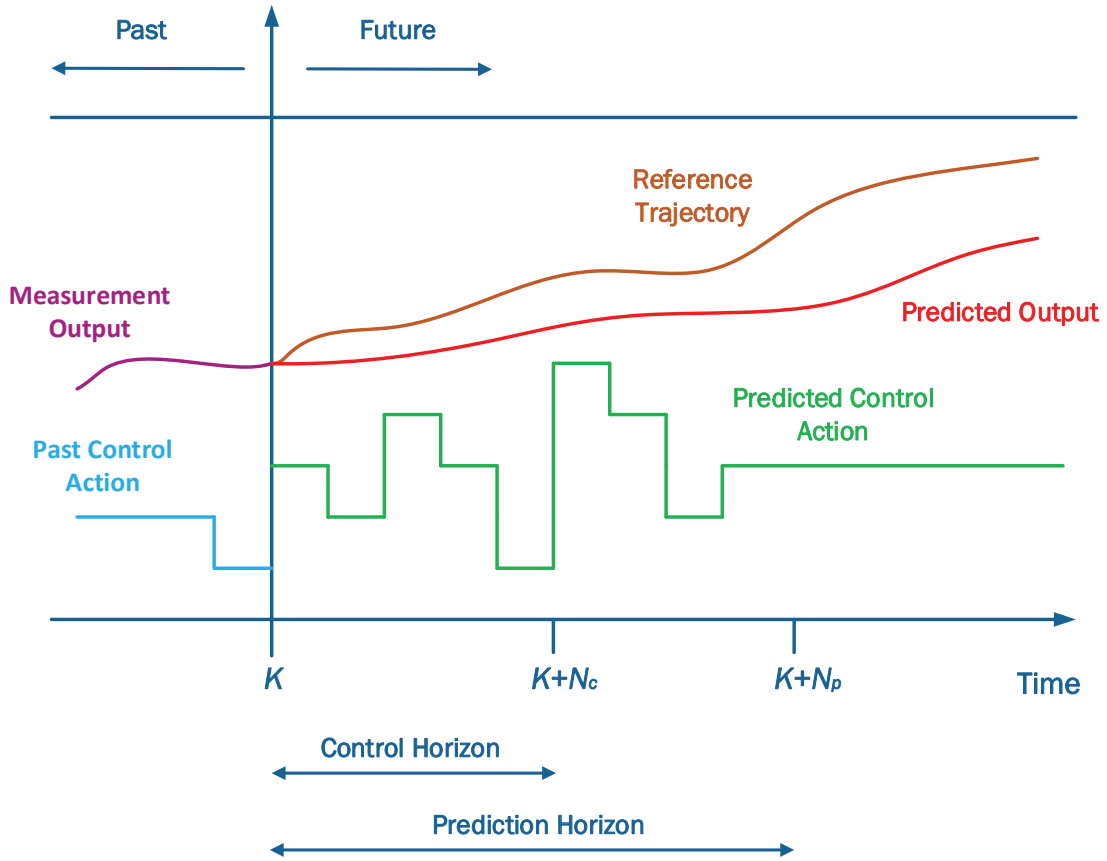 Past
Future
Reference
Trajectory
Measurement
Output
Predicted Output
Predicted Control
Action
Past Control
Action
K
K+Nc
K+Np
Time
Control Horizon
Prediction Horizon